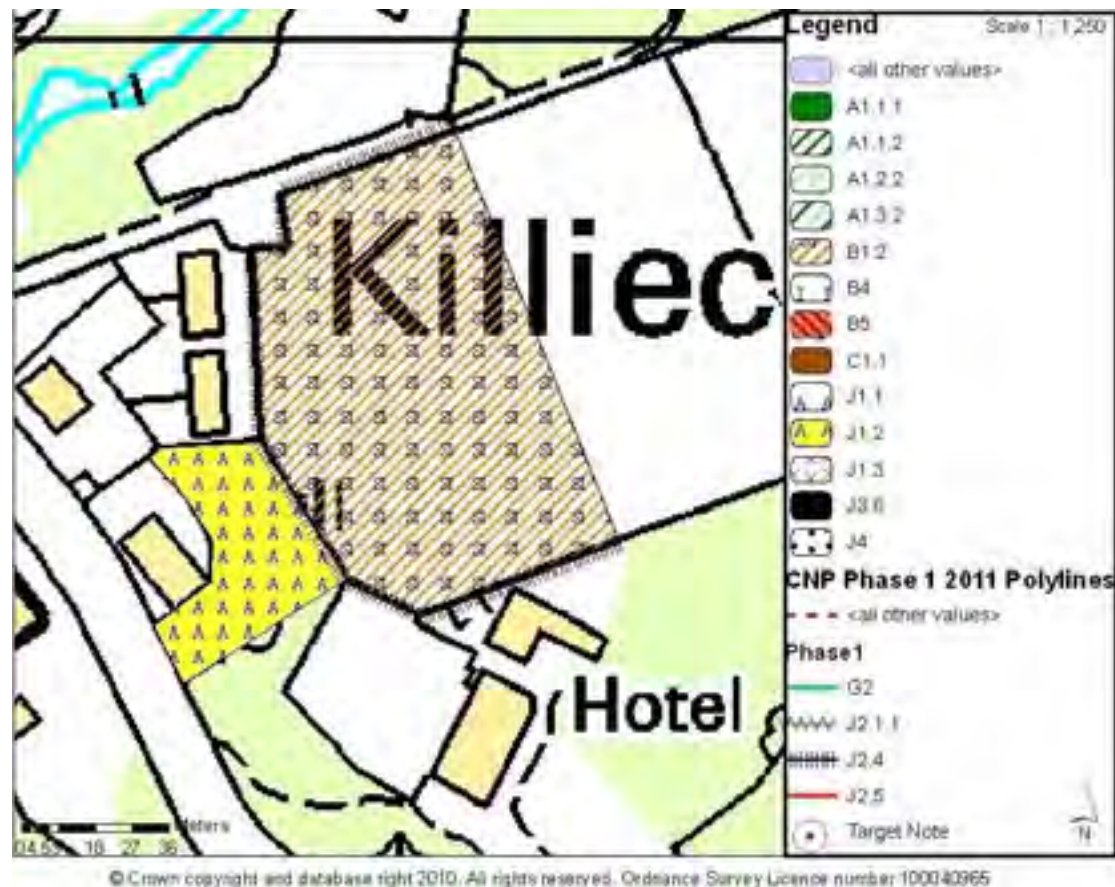 Legend Scale 1 : 1,250
<all other values>
A1.1.1
A1.1.2
A1.2.2
A1.3.2
B1.2
B4
B5
C1.1
J1.1
J1.2
J1.3
J3.6
J4
CNP Phase 1 2011 Polylines
<all other values>
Phase1
G2
J2.1.1
J2.4
J2.5
Target Note
N
Killiec
Hotel
Meters
18 27 36
© Crown copyright and database right 2010. All rights reserved. Ordnance Survey Licence number 100040965